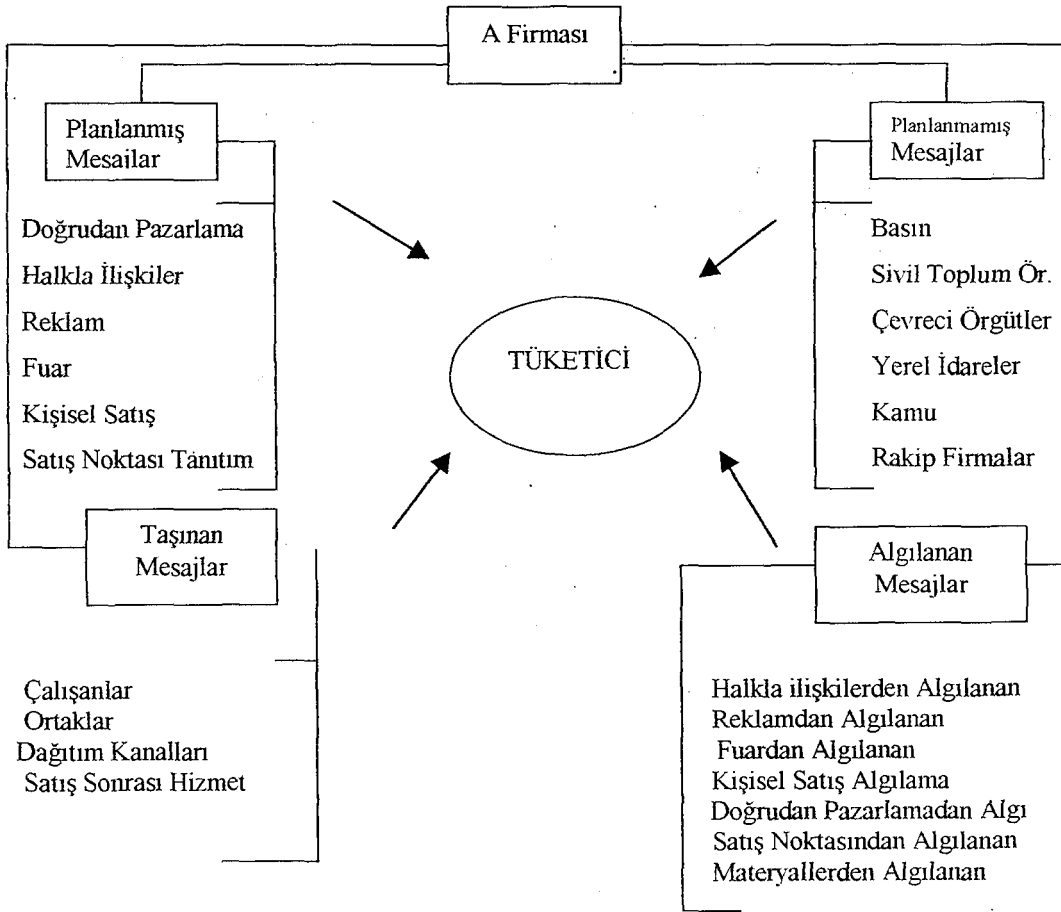 A Firması
Planlanmış
Mesailar
Planlanmamış
Mesajlar
Doğrudan Pazarlama
Halkla İlişkiler
Reklam
Fuar
Kişisel Satış
Satış Noktası Tanıtım
Basın
Sivil Toplum Ör.
Çevreci Örgütler
Yerel İdareler
Kamu
Rakip Firmalar
TÜKETİCİ
Taşınan
Mesajlar
Algılanan
Mesajlar
Çalışanlar
Ortaklar
Dağıtım Kanalları
Satış Sonrası Hizmet
Halkla ilişkilerden Algılanan
Reklamdan Algılanan
Fuardan Algılanan
Kişisel Satış Algılama
Doğrudan Pazarlamadan Algı
Satış Noktasından Algılanan
Materyallerden Algılanan